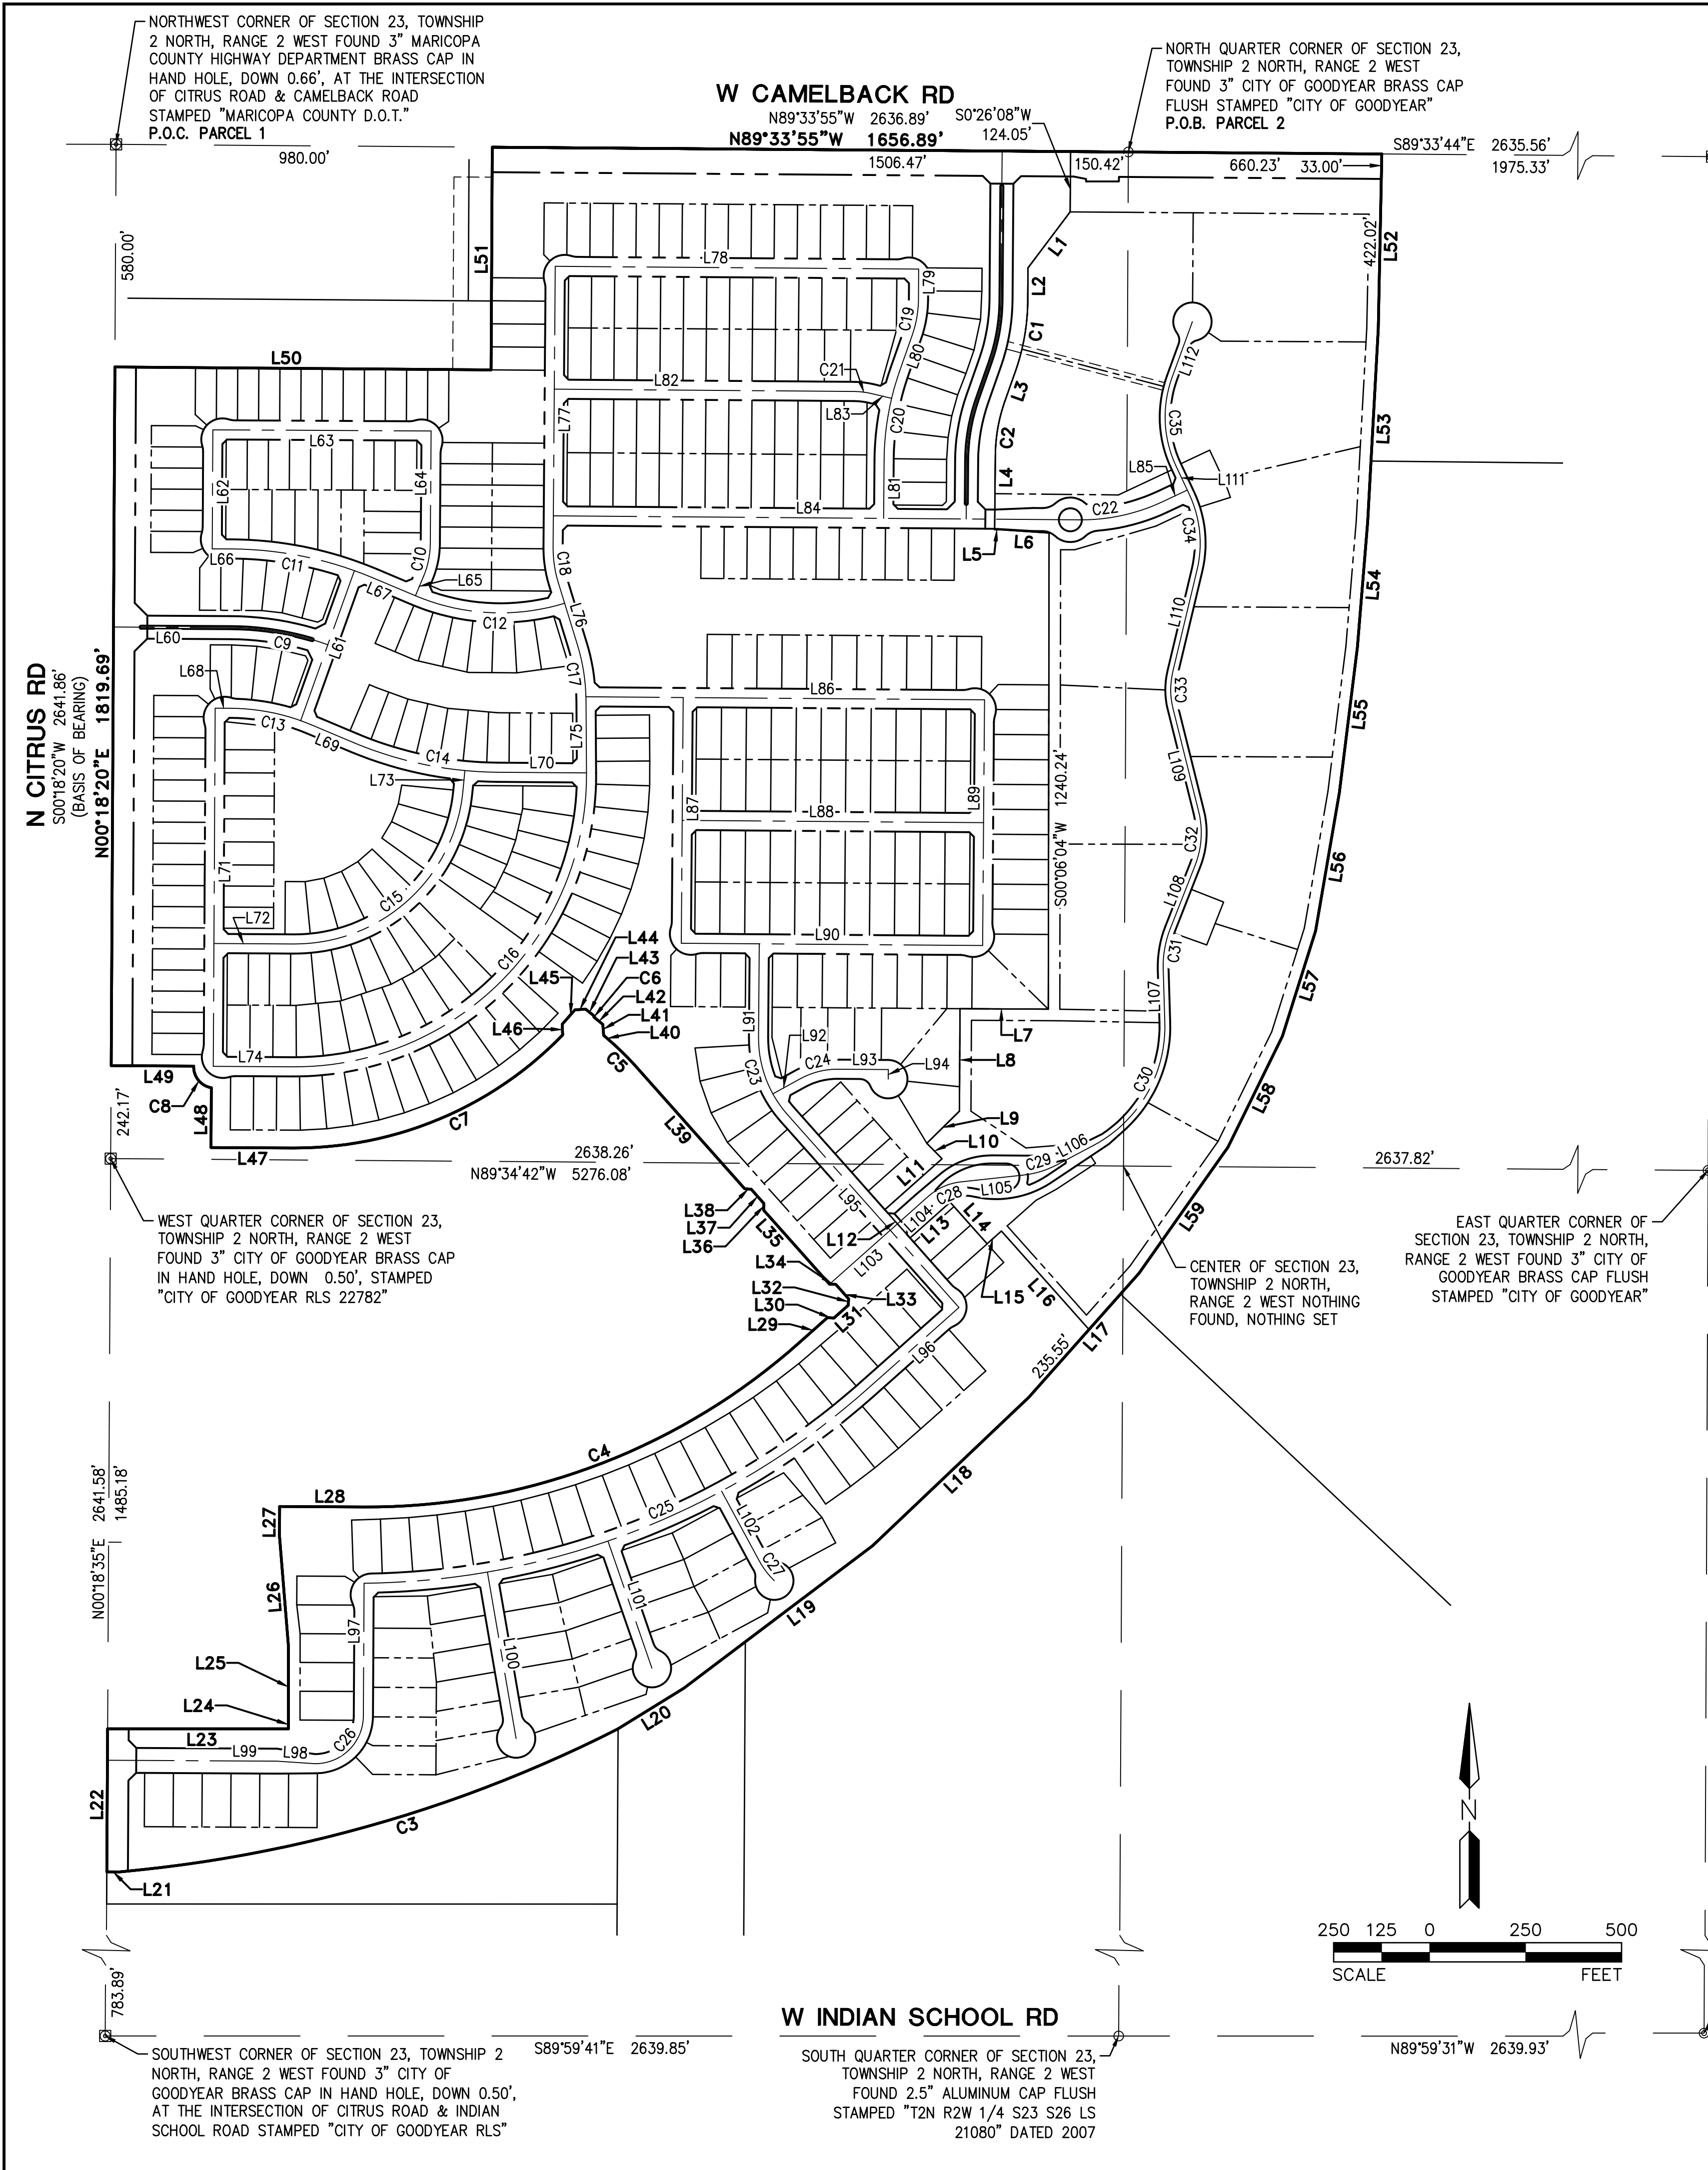 NORTHWEST CORNER OF SECTION 23, TOWNSHIP
2 NORTH, RANGE 2 WEST FOUND 3" MARICOPA
COUNTY HIGHWAY DEPARTMENT BRASS CAP IN
HAND HOLE, DOWN 0.66', AT THE INTERSECTION
OF CITRUS ROAD & CAMELBACK ROAD
STAMPED "MARICOPA COUNTY D.O.T."
P.O.C. PARCEL 1
NORTH QUARTER CORNER OF SECTION 23,
TOWNSHIP 2 NORTH, RANGE 2 WEST
FOUND 3" CITY OF GOODYEAR BRASS CAP
FLUSH STAMPED "CITY OF GOODYEAR"
P.O.B. PARCEL 2
W CAMELBACK RD
N89°33'55"W 2636.89'
N89°33'55"W 1656.89'
S0°26'08"W
124.05'
S89°33'44"E 2635.56'
1975.33'
980.00'
1506.47'
150.42'
660.23'
33.00'
580.00'
422.02'
L51
L78
L79
L1
L2
L52
C19
C1
L112
L50
L80
C21
L82
L83
L3
L77
C20
C35
L53
C2
L63
L62
L64
L4
L85
L111
L81
L84
C22
C34
L5
L6
L66
C11
C10
C18
L65
L67
L76
C12
L54
L110
L60
C9
L61
L68
C17
L86
C33
L55
N CITRUS RD
S00°18'20"W 2641.86'
(BASIS OF BEARING)
N00°18'20"E 1819.69'
C13
L69
C14
L75
L70
L73
L109
L87
L88
L89
S00°06'04"W 1240.24'
C32
L56
L71
L72
C15
C16
L108
L90
C31
L44
L43
L45
C6
L42
L41
L46
L40
L57
L107
L7
L91
L92
L74
C5
C23
C24
L93
L94
L8
C30
L49
C8
L48
242.17'
C7
L47
L39
L9
L10
L58
L106
2638.26'
N89°34'42"W 5276.08'
2637.82'
L11
C29
C28
L105
L95
L38
L37
L36
L35
L104
L13
L14
L12
L103
L59
L34
L32
L33
L30
L31
L29
L15
L16
L17
WEST QUARTER CORNER OF SECTION 23,
TOWNSHIP 2 NORTH, RANGE 2 WEST
FOUND 3" CITY OF GOODYEAR BRASS CAP
IN HAND HOLE, DOWN 0.50', STAMPED
"CITY OF GOODYEAR RLS 22782"
EAST QUARTER CORNER OF
SECTION 23, TOWNSHIP 2 NORTH,
RANGE 2 WEST FOUND 3" CITY OF
GOODYEAR BRASS CAP FLUSH
STAMPED "CITY OF GOODYEAR"
CENTER OF SECTION 23,
TOWNSHIP 2 NORTH,
RANGE 2 WEST NOTHING
FOUND, NOTHING SET
L96
235.55'
C4
L18
N00°18'35"E 2641.58'
1485.18'
L28
L27
C25
L102
C27
L26
L101
L19
L97
L100
L25
L24
L20
L23
L99
L98
C26
L22
C3
L21
N
250 125 0 250 500
SCALE FEET
783.89'
W INDIAN SCHOOL RD
S89°59'41"E 2639.85'
N89°59'31"W 2639.93'
SOUTHWEST CORNER OF SECTION 23, TOWNSHIP 2
NORTH, RANGE 2 WEST FOUND 3" CITY OF
GOODYEAR BRASS CAP IN HAND HOLE, DOWN 0.50',
AT THE INTERSECTION OF CITRUS ROAD & INDIAN
SCHOOL ROAD STAMPED "CITY OF GOODYEAR RLS"
SOUTH QUARTER CORNER OF SECTION 23,
TOWNSHIP 2 NORTH, RANGE 2 WEST
FOUND 2.5" ALUMINUM CAP FLUSH
STAMPED "T2N R2W 1/4 S23 S26 LS
21080" DATED 2007